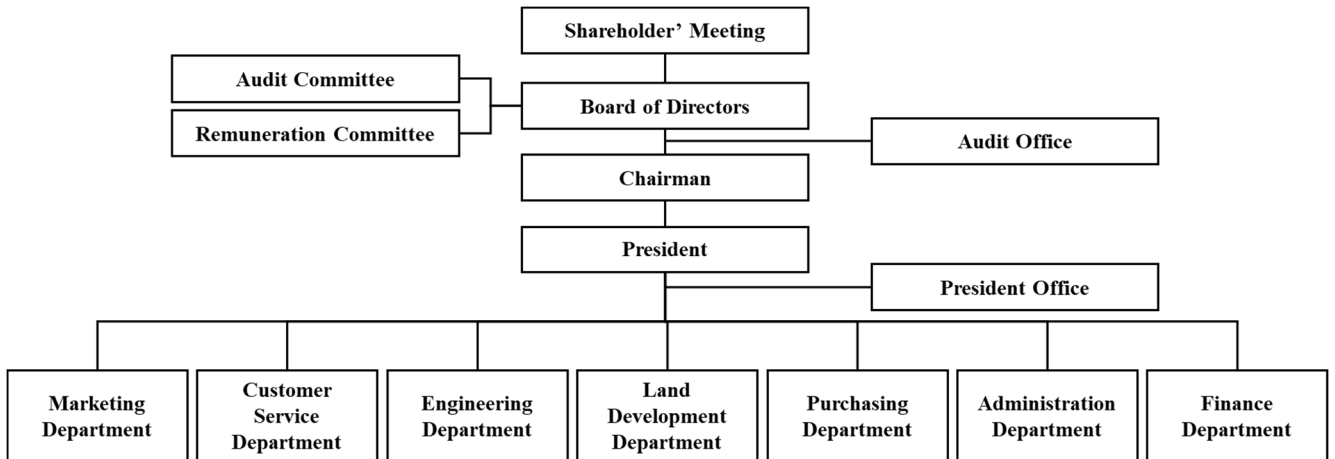 Shareholder’ Meeting
Audit Committee
Board of Directors
Remuneration Committee
Audit Office
Chairman
President
President Office
Marketing
Department
Customer
Service
Department
Engineering
Department
Land
Development
Department
Purchasing
Department
Administration
Department
Finance
Department